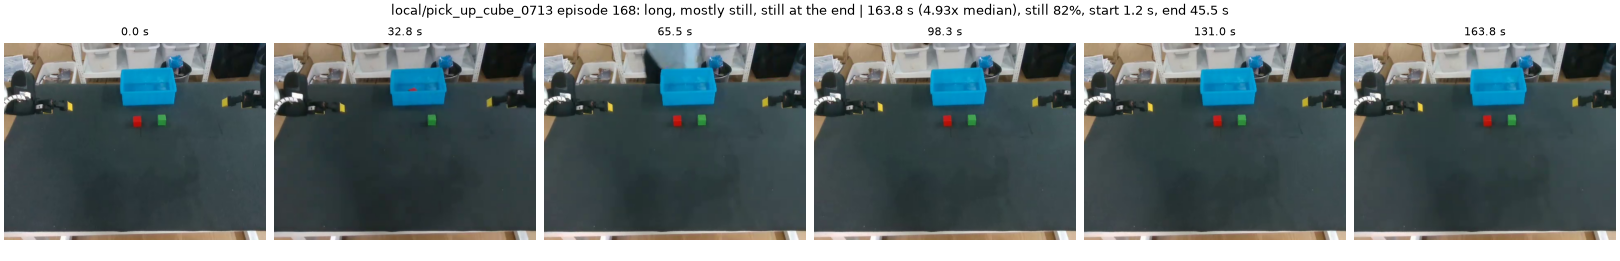 local/pick_up_cube_0713 episode 168: long, mostly still, still at the end | 163.8 s (4.93x median), still 82%, start 1.2 s, end 45.5 s
0.0 s
32.8 s
65.5 s
98.3 s
131.0 s
163.8 s